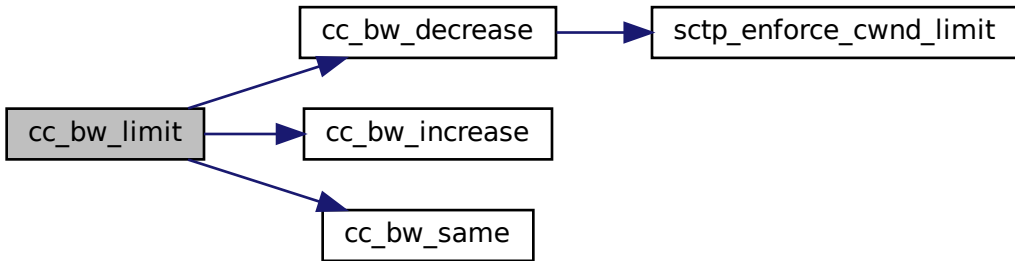 cc_bw_decrease
sctp_enforce_cwnd_limit
cc_bw_limit
cc_bw_increase
cc_bw_same